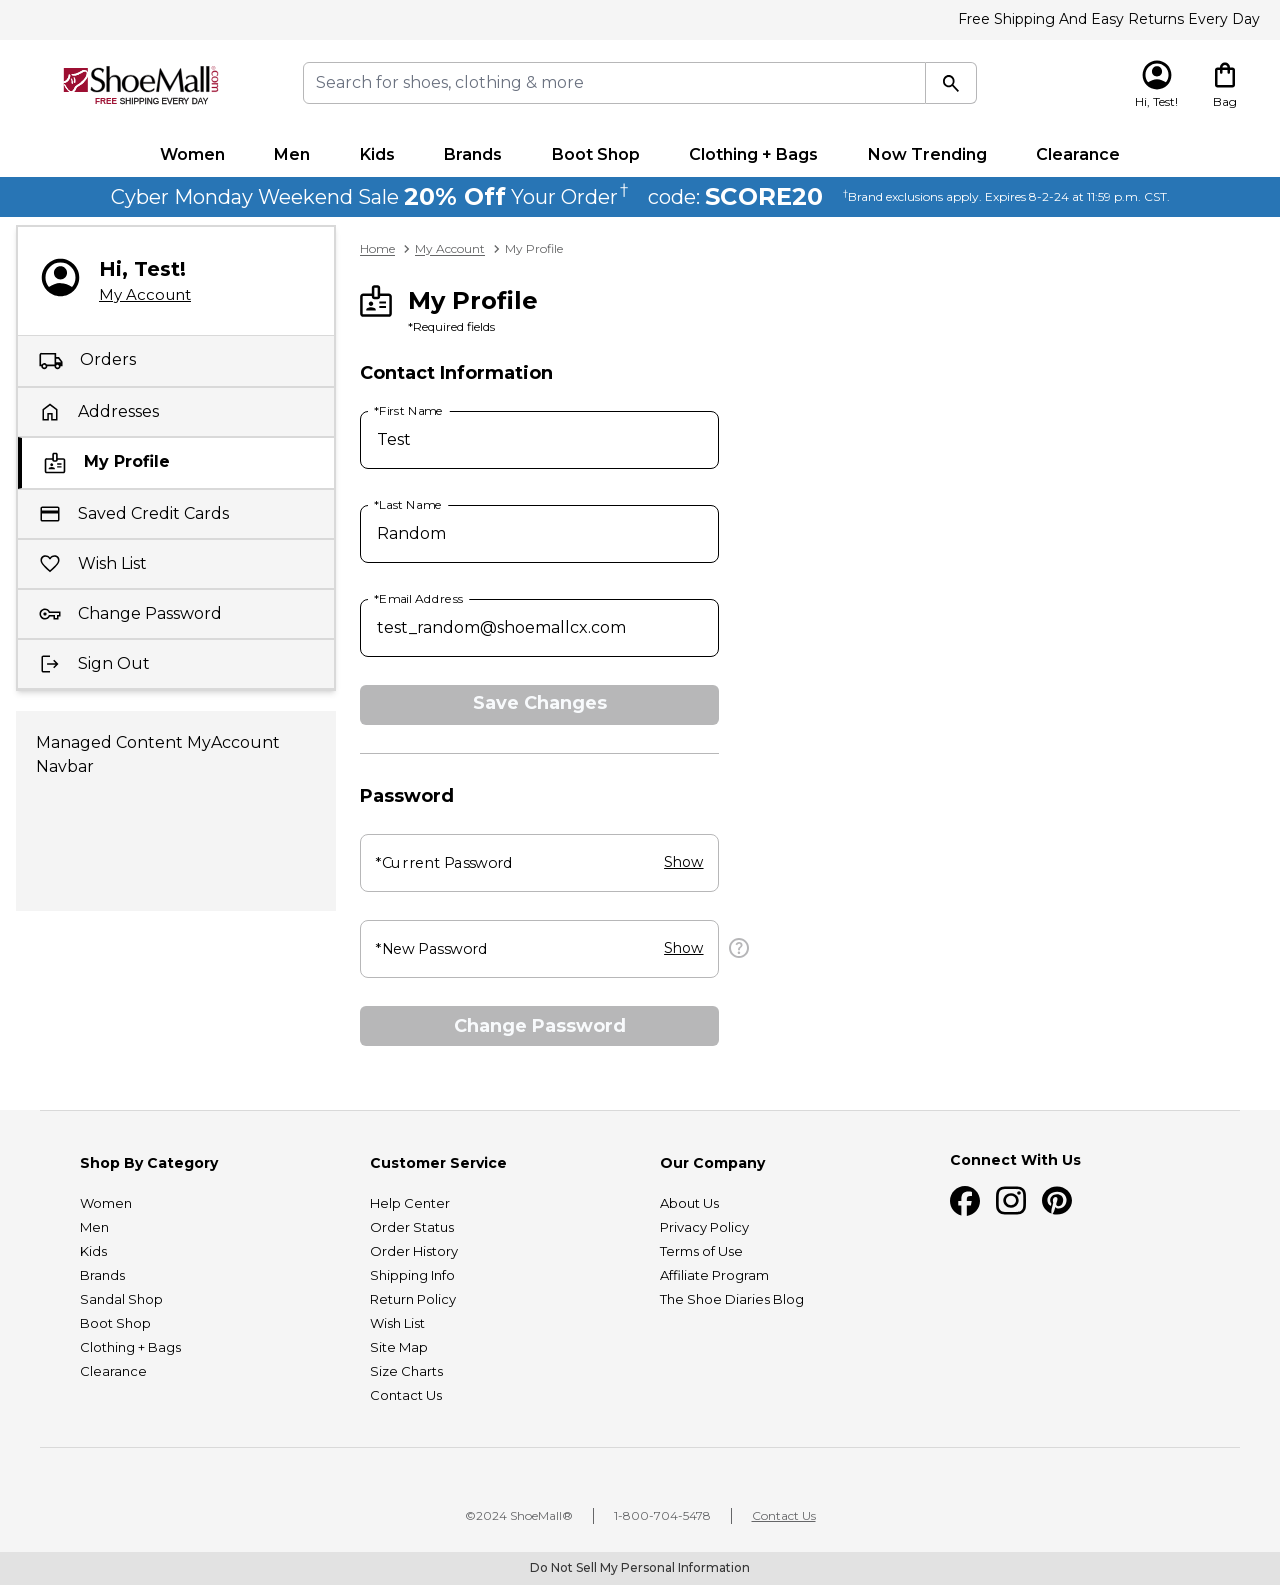 Free Shipping And Easy Returns Every Day
ShoeMall.com®
FREE SHIPPING EVERY DAY
Search for shoes, clothing & more
Hi, Test!
Bag
Women
Men
Kids
Brands
Boot Shop
Clothing + Bags
Now Trending
Clearance
Cyber Monday Weekend Sale 20% Off Your Order† code: SCORE20 †Brand exclusions apply. Expires 8-2-24 at 11:59 p.m. CST.
Hi, Test!
My Account
Orders
Addresses
My Profile
Saved Credit Cards
Wish List
Change Password
Sign Out
Managed Content MyAccount
Navbar
Home > My Account > My Profile
My Profile
*Required fields
Contact Information
*First Name
Test
*Last Name
Random
*Email Address
test_random@shoemallcx.com
Save Changes
Password
*Current Password
Show
*New Password
Show
?
Change Password
Shop By Category
Women
Men
Kids
Brands
Sandal Shop
Boot Shop
Clothing + Bags
Clearance
Customer Service
Help Center
Order Status
Order History
Shipping Info
Return Policy
Wish List
Site Map
Size Charts
Contact Us
Our Company
About Us
Privacy Policy
Terms of Use
Affiliate Program
The Shoe Diaries Blog
Connect With Us
©2024 ShoeMall®
1-800-704-5478
Contact Us
Do Not Sell My Personal Information